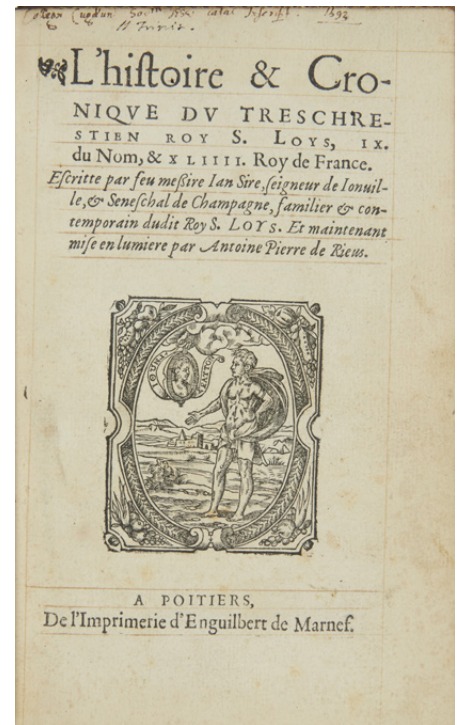 1592
L'hiſtoire & Cro-
NIQVE DV TRESCHRE-
STIEN ROY S. LOYS, IX.
du Nom, & XLIIII. Roy de France.
Eſcritte par feu meßire Ian Sire, ſeigneur de Ionuil-
le, & Seneſchal de Champagne, familier & con-
temporain dudit Roy S. LOYS. Et maintenant
miſe en lumiere par Antoine Pierre de Rieus.
A POITIERS,
De l'Imprimerie d'Enguilbert de Marnef.